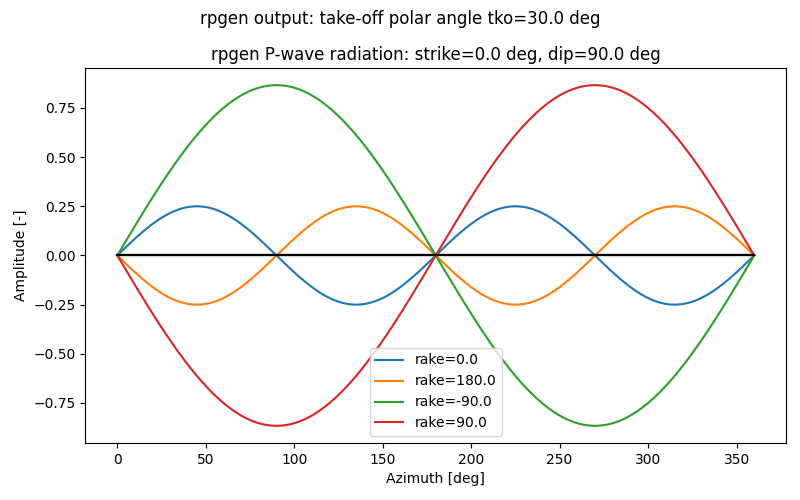 rpgen output: take-off polar angle tko=30.0 deg
rpgen P-wave radiation: strike=0.0 deg, dip=90.0 deg
0.75
0.50
0.25
0.00
−0.25
−0.50
−0.75
Amplitude [-]
rake=0.0
rake=180.0
rake=-90.0
rake=90.0
0 50 100 150 200 250 300 350
Azimuth [deg]